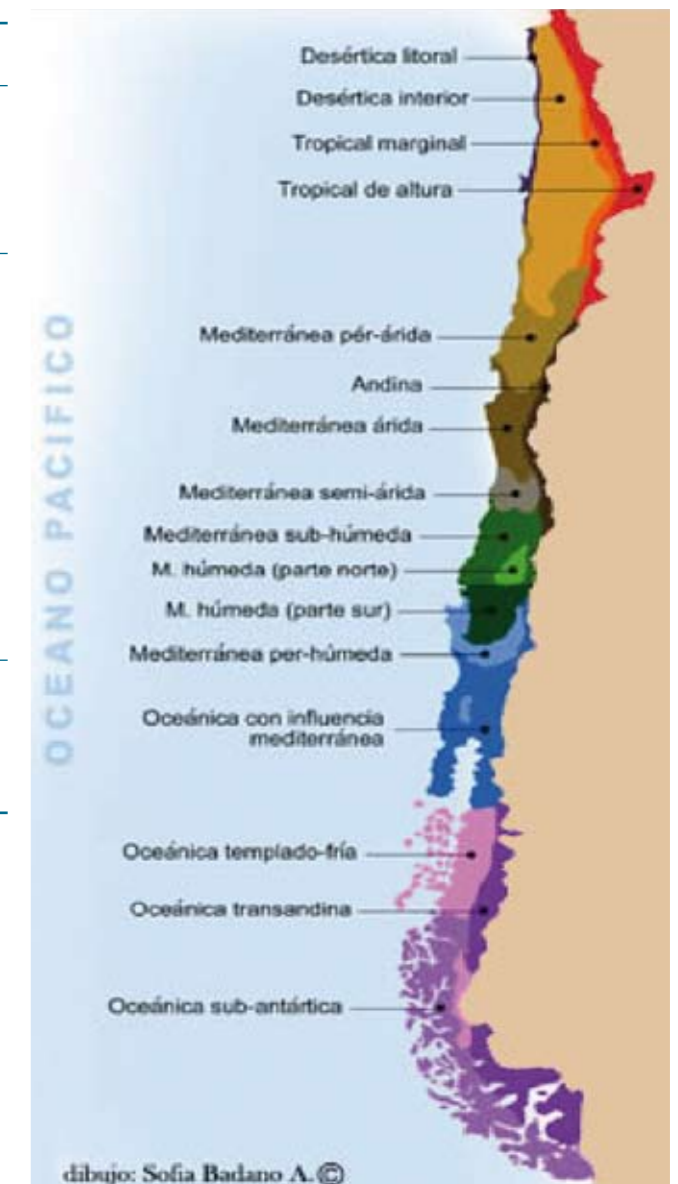 Desértica litoral
Desértica interior
Tropical marginal
Tropical de altura
Mediterránea pér-árida
Andina
Mediterránea árida
Mediterránea semi-árida
Mediterránea sub-húmeda
M. húmeda (parte norte)
M. húmeda (parte sur)
Mediterránea per-húmeda
Oceánica con influencia
mediterránea
Oceánica templado-fría
Oceánica transandina
Oceánica sub-antártica
OCEANO PACIFICO
dibujo: Sofia Badano A.©